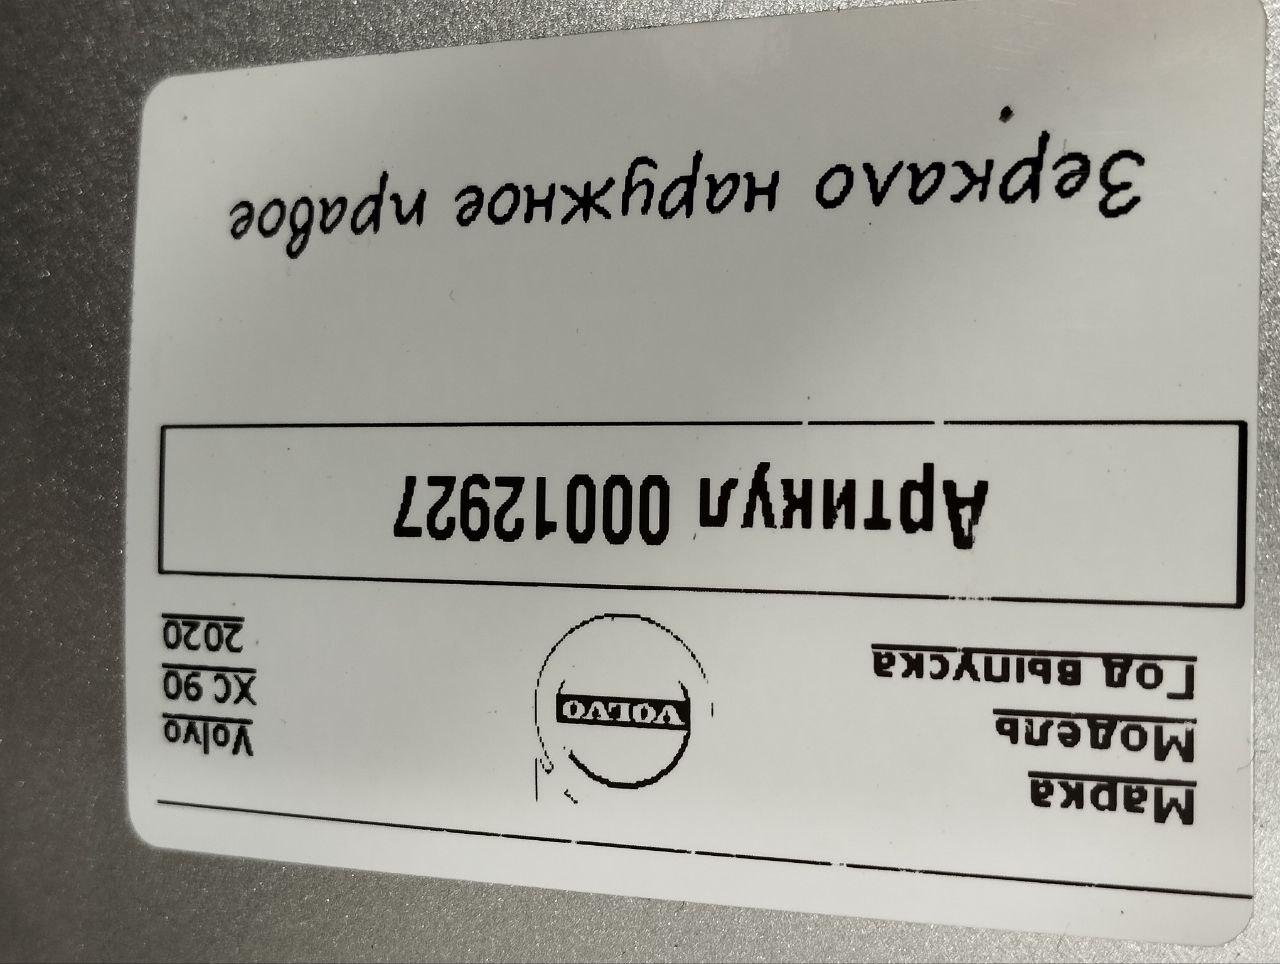 Марка
Volvo
Модель
XC 90
Год выпуска
2020
VOLVO
Артикул 00012927
Зеркало наружное правое